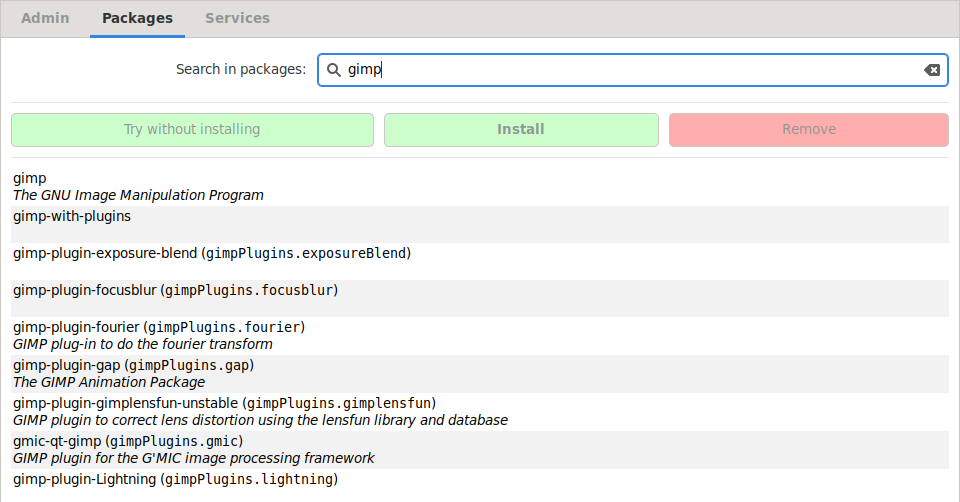 Admin Packages Services
Search in packages: gimp
Try without installing Install Remove
gimp
The GNU Image Manipulation Program
gimp-with-plugins
gimp-plugin-exposure-blend (gimpPlugins.exposureBlend)
gimp-plugin-focusblur (gimpPlugins.focusblur)
gimp-plugin-fourier (gimpPlugins.fourier)
GIMP plug-in to do the fourier transform
gimp-plugin-gap (gimpPlugins.gap)
The GIMP Animation Package
gimp-plugin-gimplensfun-unstable (gimpPlugins.gimplensfun)
GIMP plugin to correct lens distortion using the lensfun library and database
gmic-qt-gimp (gimpPlugins.gmic)
GIMP plugin for the G'MIC image processing framework
gimp-plugin-Lightning (gimpPlugins.lightning)